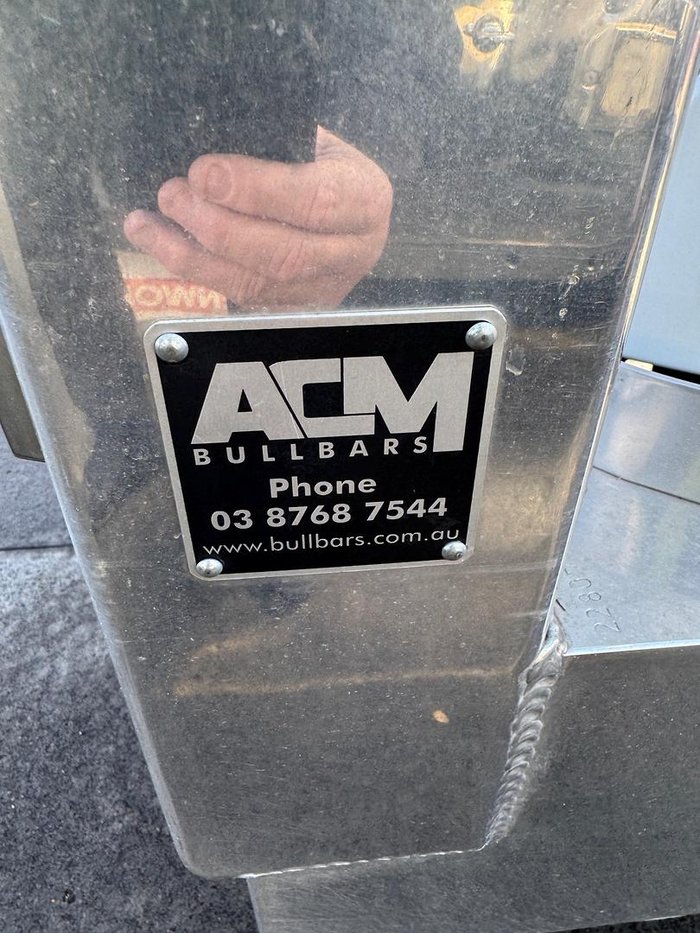 ACM
BULLBARS
Phone
03 8768 7544
www.bullbars.com.au